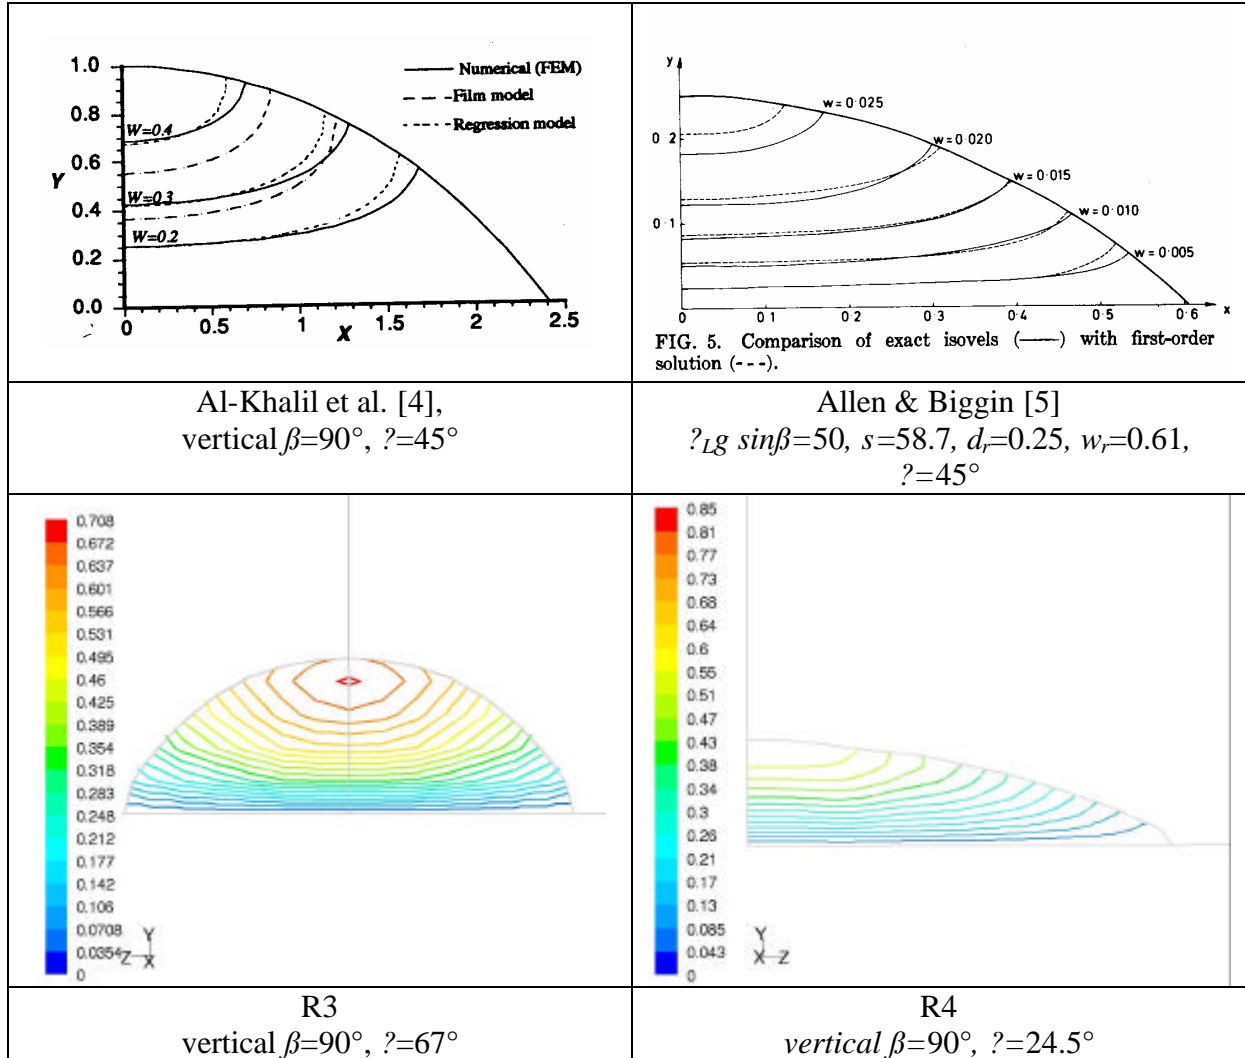 1.0
0.8
0.6
0.4
0.2
0.0
Y
Numerical (FEM)
Film model
Regression model
W=0.4
W=0.3
W=0.2
0
0.5
1
1.5
2
2.5
X
y
0·2
0·1
w=0·025
w=0·020
w=0·015
w=0·010
w=0·005
0
0·1
0·2
0·3
0·4
0·5
0·6
x
FIG. 5. Comparison of exact isovels (——) with first-order
solution (- - -).
Al-Khalil et al. [4],
vertical β=90°, ?=45°
Allen & Biggin [5]
?Lg sinβ=50, s=58.7, dr=0.25, wr=0.61,
?=45°
0.708
0.672
0.637
0.601
0.566
0.531
0.495
0.46
0.425
0.389
0.354
0.318
0.283
0.248
0.212
0.177
0.142
0.106
0.0708
0.0354
0
Y
Z
X
0.85
0.81
0.77
0.73
0.68
0.64
0.6
0.55
0.51
0.47
0.43
0.38
0.34
0.3
0.26
0.21
0.17
0.13
0.085
0.043
0
Y
X Z
R3
vertical β=90°, ?=67°
R4
vertical β=90°, ?=24.5°